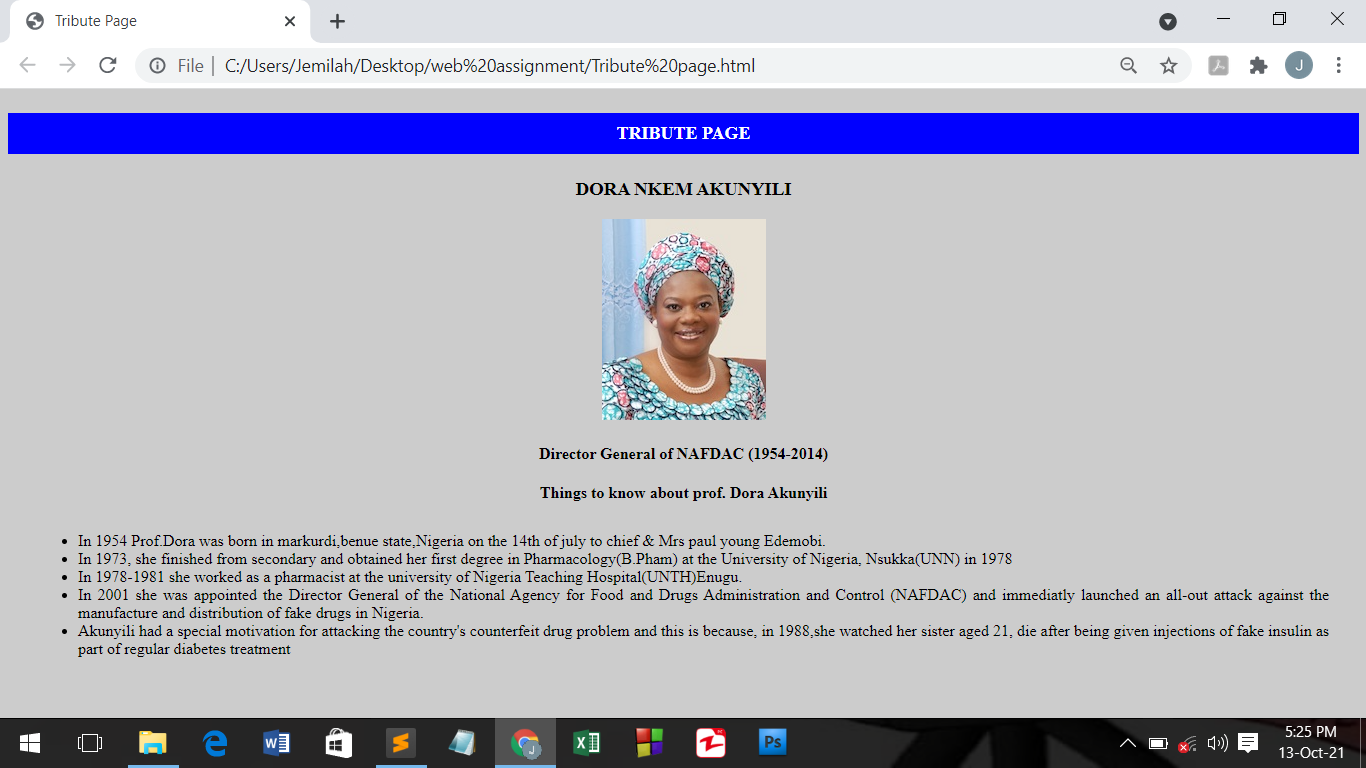 Tribute Page
File | C:/Users/Jemilah/Desktop/web%20assignment/Tribute%20page.html
J
TRIBUTE PAGE
DORA NKEM AKUNYILI
Director General of NAFDAC (1954-2014)
Things to know about prof. Dora Akunyili
• In 1954 Prof.Dora was born in markurdi,benue state,Nigeria on the 14th of july to chief & Mrs paul young Edemobi.
• In 1973, she finished from secondary and obtained her first degree in Pharmacology(B.Pham) at the University of Nigeria, Nsukka(UNN) in 1978
• In 1978-1981 she worked as a pharmacist at the university of Nigeria Teaching Hospital(UNTH)Enugu.
• In 2001 she was appointed the Director General of the National Agency for Food and Drugs Administration and Control (NAFDAC) and immediatly launched an all-out attack against the
manufacture and distribution of fake drugs in Nigeria.
• Akunyili had a special motivation for attacking the country's counterfeit drug problem and this is because, in 1988,she watched her sister aged 21, die after being given injections of fake insulin as
part of regular diabetes treatment
Ps
5:25 PM
13-Oct-21